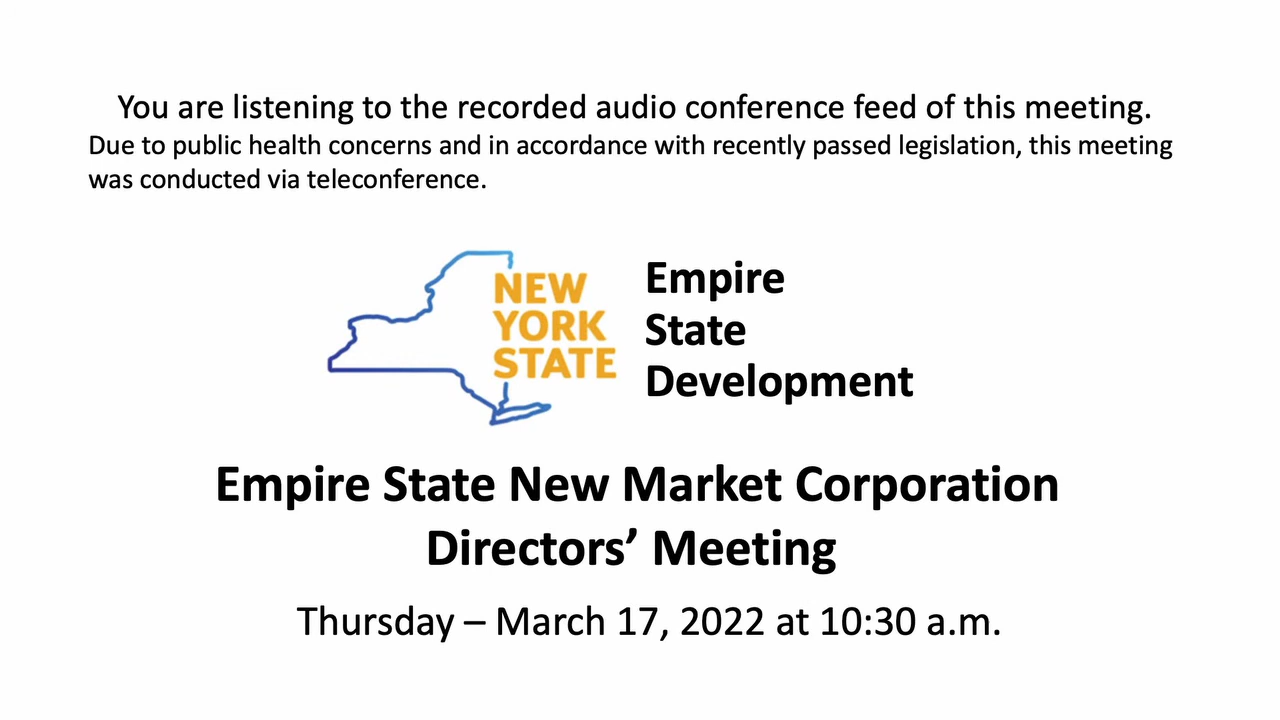 You are listening to the recorded audio conference feed of this meeting.
Due to public health concerns and in accordance with recently passed legislation, this meeting
was conducted via teleconference.
NEW
YORK
STATE
Empire
State
Development
Empire State New Market Corporation
Directors’ Meeting
Thursday – March 17, 2022 at 10:30 a.m.